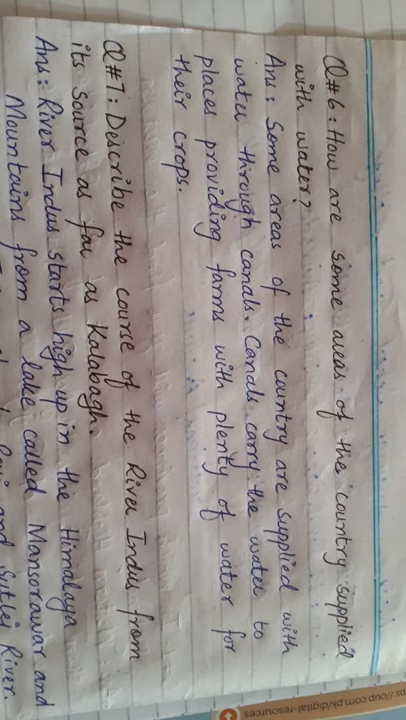 Q#6: How are some areas of the country supplied
with water?
Ans: Some areas of the country are supplied with
water through canals. Canals carry the water to
places providing farms with plenty of water for
their crops.
Q#7: Describe the course of the River Indus from
its source as far as Kalabagh.
Ans: River Indus starts high up in the Himalaya
Mountains from a lake called Mansorawar and
and Sutlej River.
ps://oup.com.pk/digital-resources